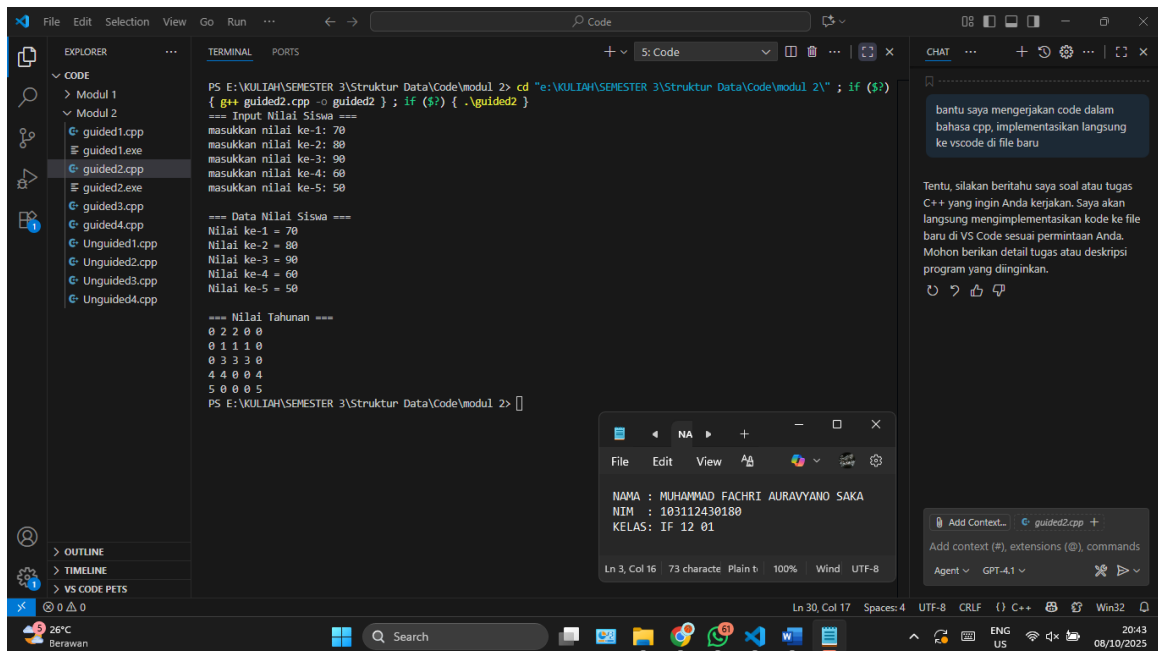 File Edit Selection View Go Run ···
Code
EXPLORER ···
CODE
Modul 1
Modul 2
guided1.cpp
guided1.exe
guided2.cpp
guided2.exe
guided3.cpp
guided4.cpp
Unguided1.cpp
Unguided2.cpp
Unguided3.cpp
Unguided4.cpp
OUTLINE
TIMELINE
VS CODE PETS
1
1
TERMINAL PORTS
5: Code
PS E:\KULIAH\SEMESTER 3\Struktur Data\Code\modul 2> cd "e:\KULIAH\SEMESTER 3\Struktur Data\Code\modul 2\" ; if ($?)
{ g++ guided2.cpp -o guided2 } ; if ($?) { .\guided2 }
=== Input Nilai Siswa ===
masukkan nilai ke-1: 70
masukkan nilai ke-2: 80
masukkan nilai ke-3: 90
masukkan nilai ke-4: 60
masukkan nilai ke-5: 50
=== Data Nilai Siswa ===
Nilai ke-1 = 70
Nilai ke-2 = 80
Nilai ke-3 = 90
Nilai ke-4 = 60
Nilai ke-5 = 50
=== Nilai Tahunan ===
0 2 2 0 0
0 1 1 1 0
0 3 3 3 0
4 4 0 0 4
5 0 0 0 5
PS E:\KULIAH\SEMESTER 3\Struktur Data\Code\modul 2>
NA
File Edit View
NAMA : MUHAMMAD FACHRI AURAVYANO SAKA
NIM : 103112430180
KELAS: IF 12 01
Ln 3, Col 16 73 characte Plain t 100% Wind UTF-8
CHAT ···
bantu saya mengerjakan code dalam
bahasa cpp, implementasikan langsung
ke vscode di file baru
Tentu, silakan beritahu saya soal atau tugas
C++ yang ingin Anda kerjakan. Saya akan
langsung mengimplementasikan kode ke file
baru di VS Code sesuai permintaan Anda.
Mohon berikan detail tugas atau deskripsi
program yang diinginkan.
Add Context... guided2.cpp +
Add context (#), extensions (@), commands
Agent GPT-4.1
0 0 Ln 30, Col 17 Spaces: 4 UTF-8 CRLF {} C++ Win32
5 26°C
Berawan
Search
61
ENG
US
20:43
08/10/2025